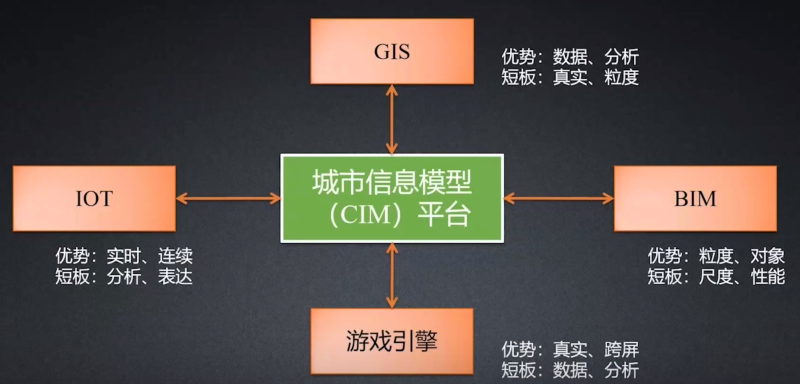 GIS
优势：数据、分析
短板：真实、粒度
IOT
优势：实时、连续
短板：分析、表达
城市信息模型
（CIM）平台
BIM
优势：粒度、对象
短板：尺度、性能
游戏引擎
优势：真实、跨屏
短板：数据、分析